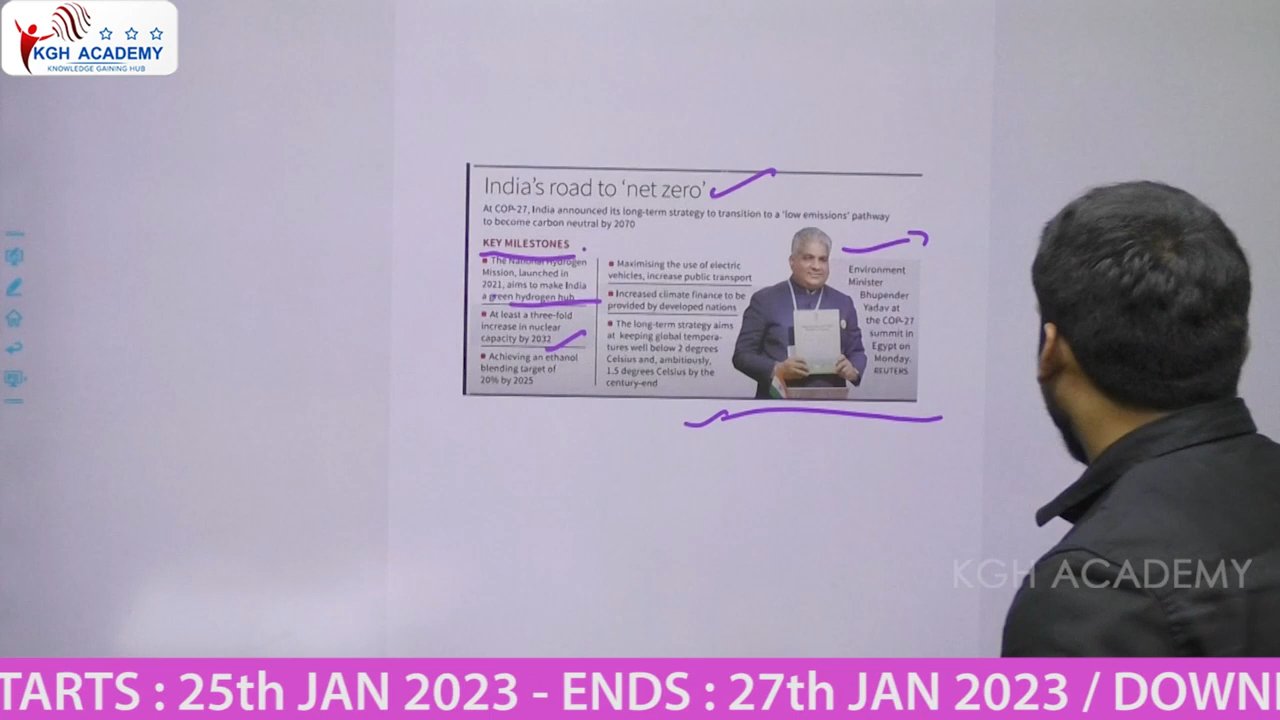 KGH ACADEMY
KNOWLEDGE GAINING HUB
India's road to 'net zero'
At COP-27, India announced its long-term strategy to transition to a 'low emissions' pathway
to become carbon neutral by 2070
KEY MILESTONES
The National Hydrogen
Mission, launched in
2021, aims to make India
a green hydrogen hub
At least a three-fold
increase in nuclear
capacity by 2032
Achieving an ethanol
blending target of
20% by 2025
Maximising the use of electric
vehicles, increase public transport
Increased climate finance to be
provided by developed nations
The long-term strategy aims
at keeping global tempera-
tures well below 2 degrees
Celsius and, ambitiously,
1.5 degrees Celsius by the
century-end
Environment
Minister
Bhupender
Yadav at
the COP-27
summit in
Egypt on
Monday.
REUTERS
KGH ACADEMY
TARTS : 25th JAN 2023 - ENDS : 27th JAN 2023 / DOWNL